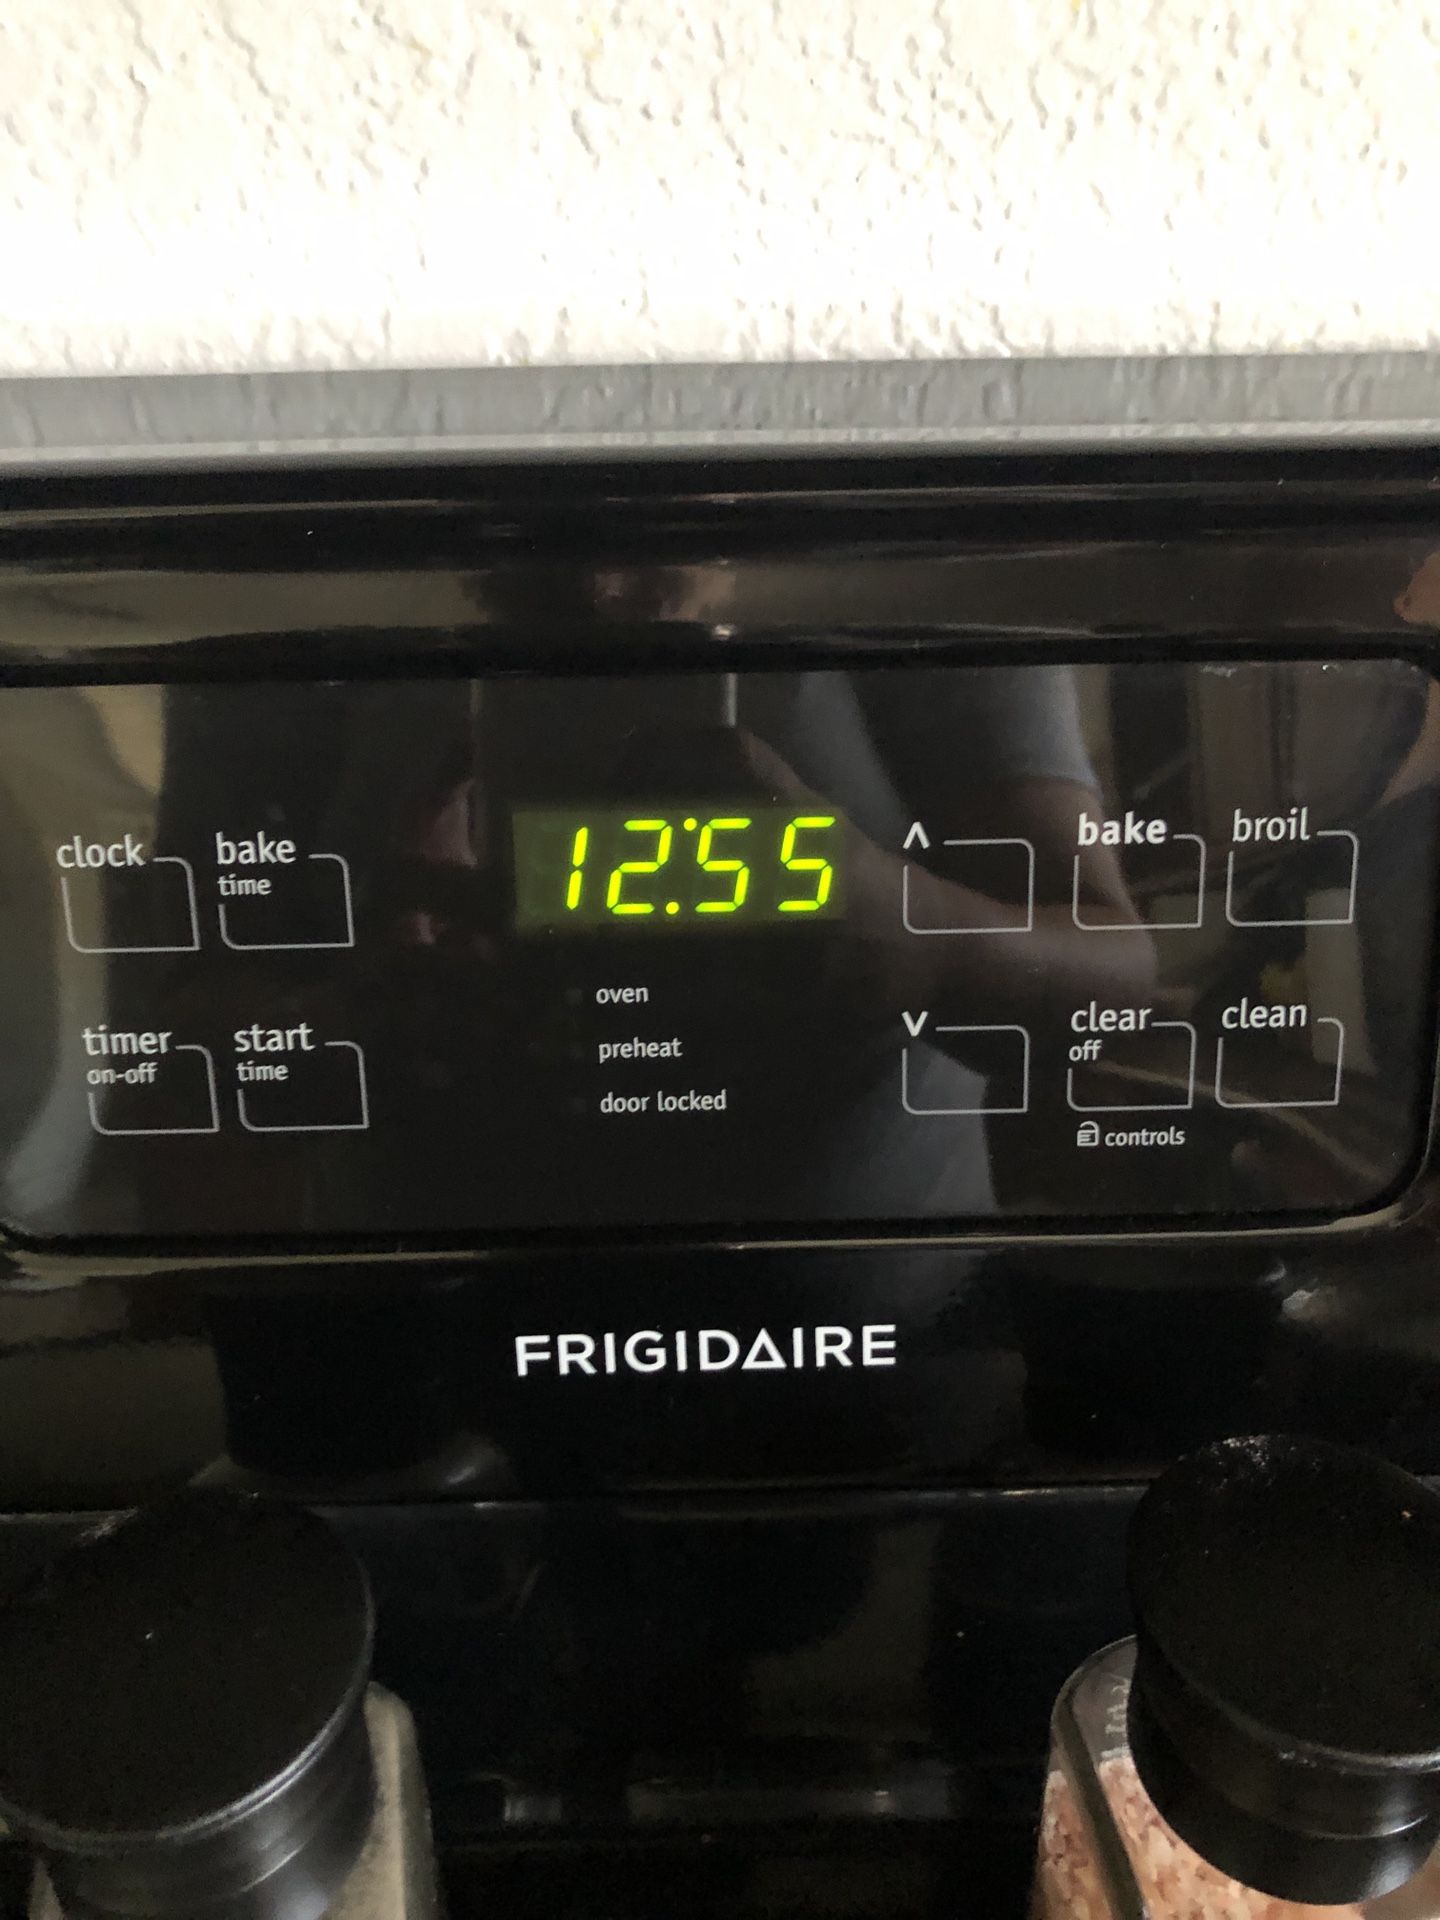 clock
bake
time
12:55
^
bake
broil
timer
on-off
start
time
oven
preheat
door locked
v
clear
off
clean
controls
FRIGIDAIRE